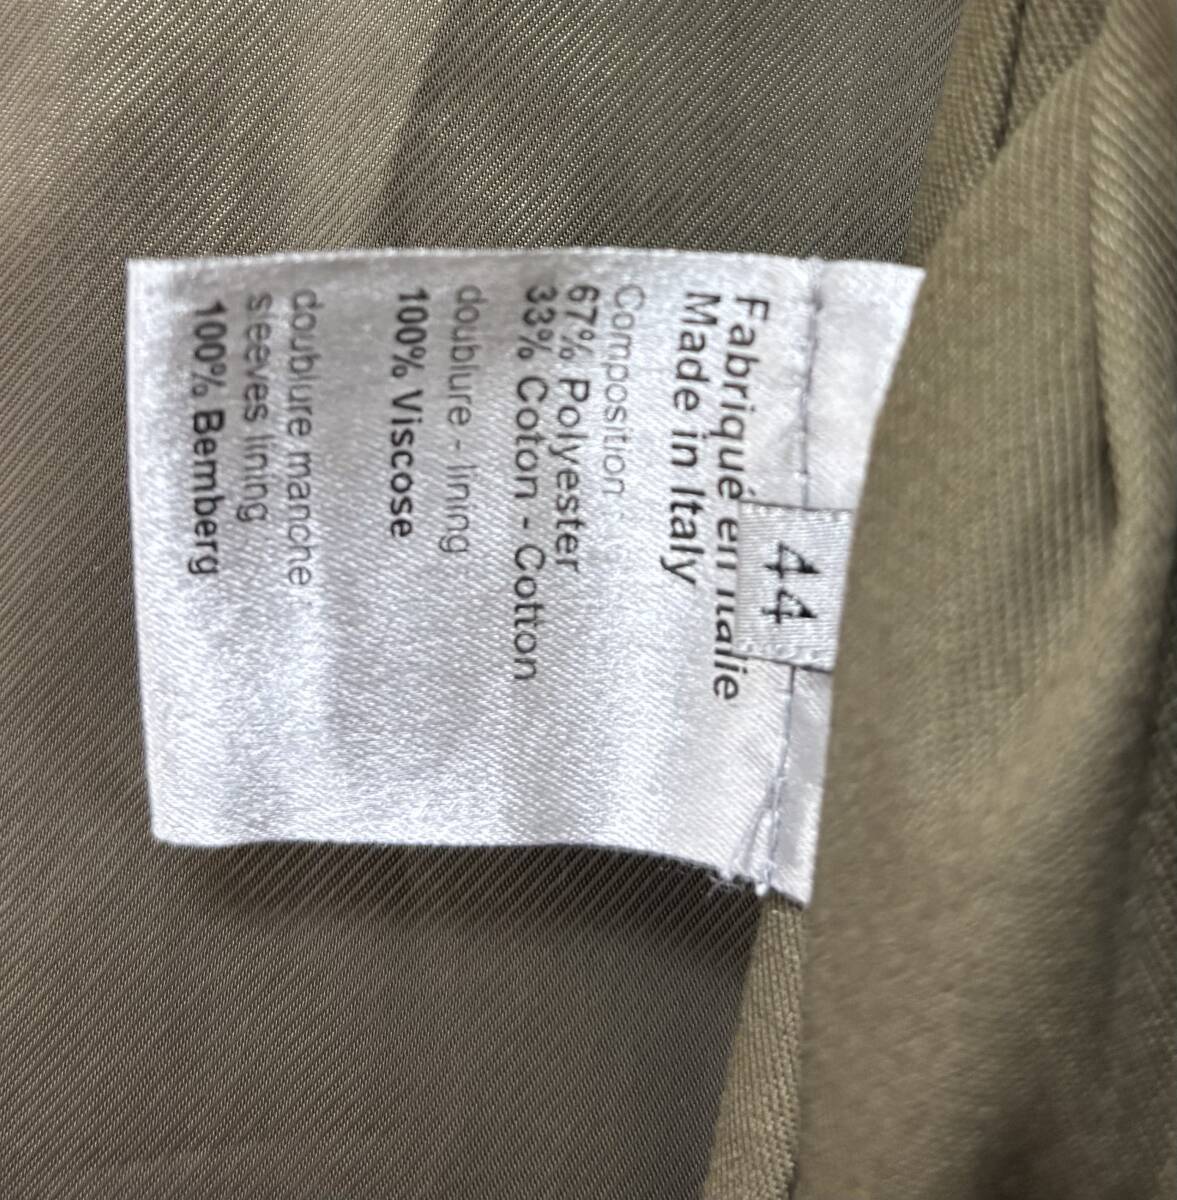 44
Fabriqué en Italie
Made in Italy
Composition :
67% Polyester
33% Coton - Cotton
doublure - lining
100% Viscose
doublure manche
sleeves lining
100% Bemberg